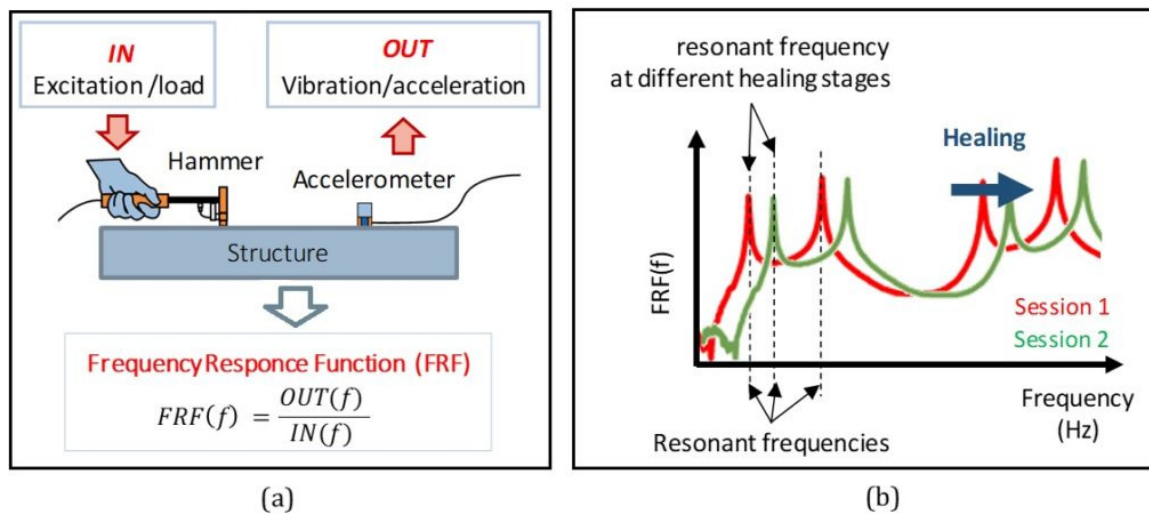 IN
Excitation /load
OUT
Vibration/acceleration
Hammer
Accelerometer
Structure
Frequency Responce Function (FRF)
FRF(f) = OUT(f) / IN(f)
(a)
resonant frequency
at different healing stages
Healing
FRF(f)
Session 1
Session 2
Frequency
(Hz)
Resonant frequencies
(b)